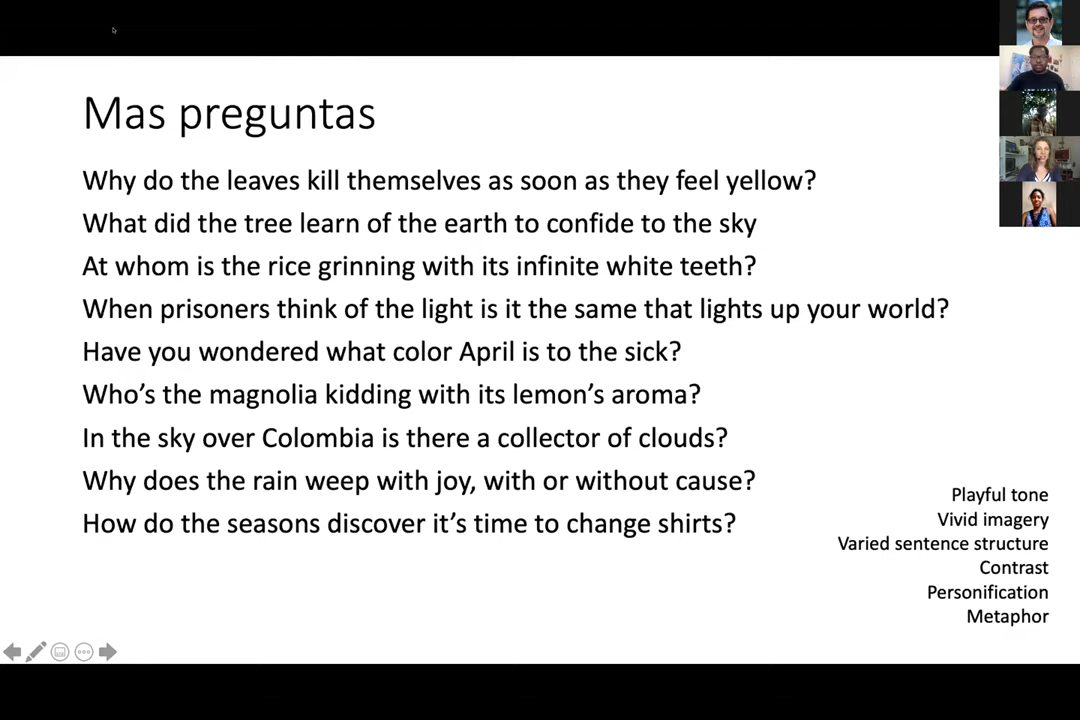 Mas preguntas
Why do the leaves kill themselves as soon as they feel yellow?
What did the tree learn of the earth to confide to the sky
At whom is the rice grinning with its infinite white teeth?
When prisoners think of the light is it the same that lights up your world?
Have you wondered what color April is to the sick?
Who’s the magnolia kidding with its lemon’s aroma?
In the sky over Colombia is there a collector of clouds?
Why does the rain weep with joy, with or without cause?
How do the seasons discover it’s time to change shirts?
Playful tone
Vivid imagery
Varied sentence structure
Contrast
Personification
Metaphor